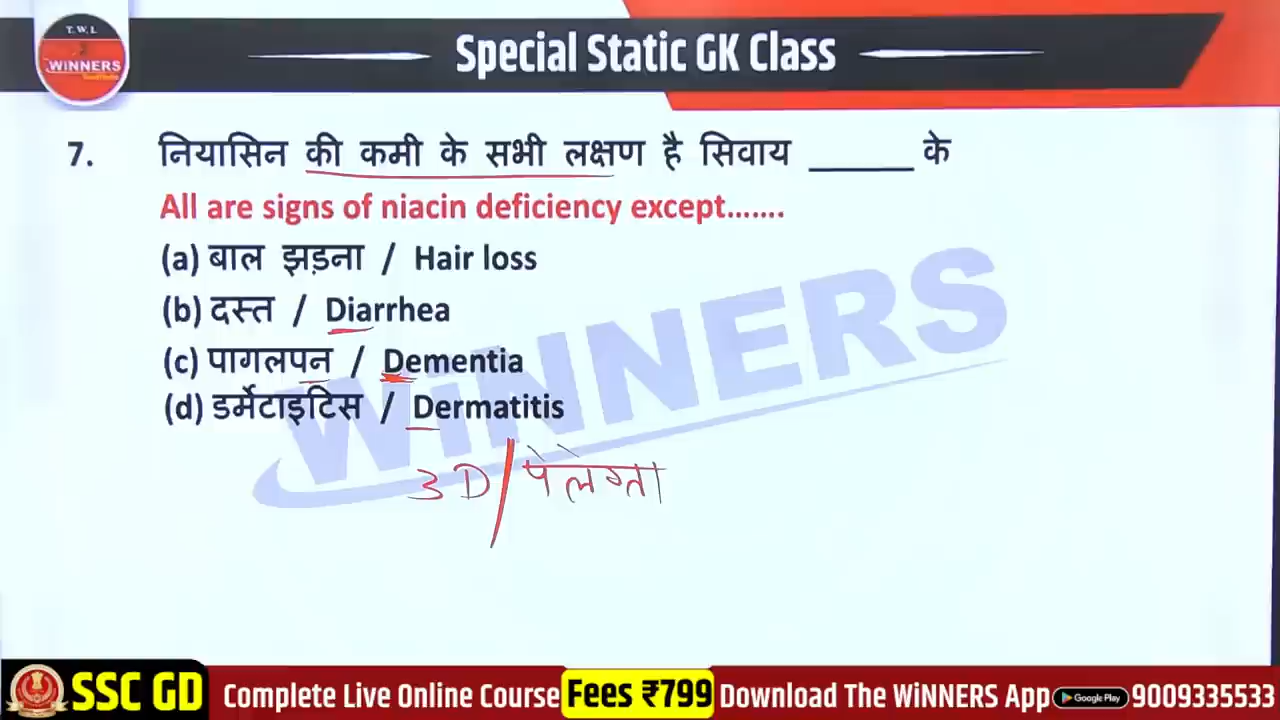 T. W. I.
WiNNERS
Special Static GK Class
7. नियासिन की कमी के सभी लक्षण है सिवाय ______ के
All are signs of niacin deficiency except.......
(a) बाल झड़ना / Hair loss
(b) दस्त / Diarrhea
(c) पागलपन / Dementia
(d) डर्मेटाइटिस / Dermatitis
WiNNERS
3D/
SSC GD Complete Live Online Course Fees ₹799 Download The WiNNERS App Google Play 9009335533